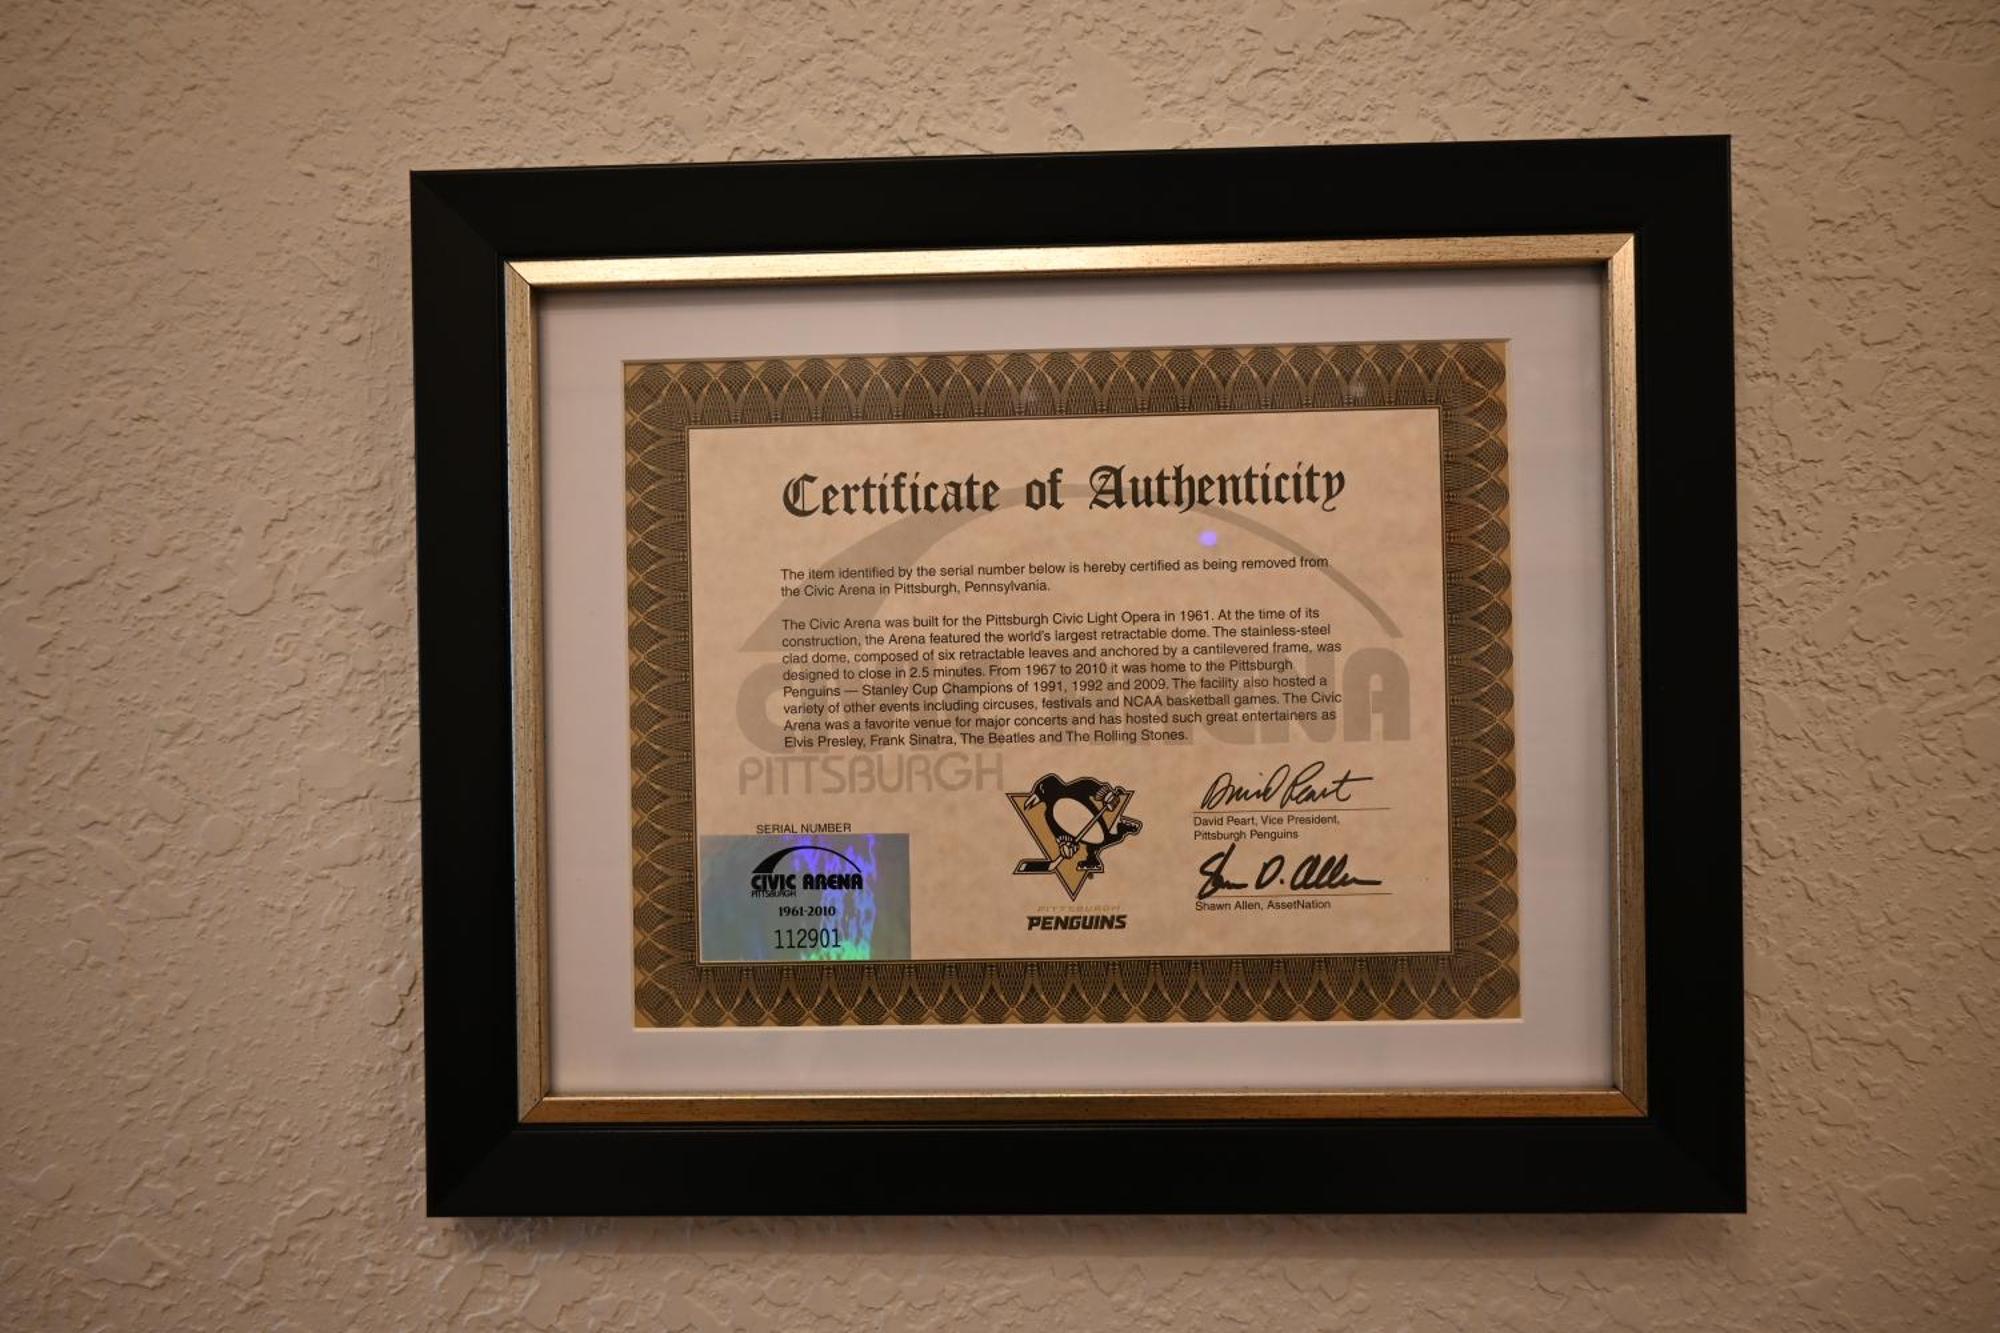 Certificate of Authenticity
The item identified by the serial number below is hereby certified as being removed from
the Civic Arena in Pittsburgh, Pennsylvania.
The Civic Arena was built for the Pittsburgh Civic Light Opera in 1961. At the time of its
construction, the Arena featured the world's largest retractable dome. The stainless-steel
clad dome, composed of six retractable leaves and anchored by a cantilevered frame, was
designed to close in 2.5 minutes. From 1967 to 2010 it was home to the Pittsburgh
Penguins — Stanley Cup Champions of 1991, 1992 and 2009. The facility also hosted a
variety of other events including circuses, festivals and NCAA basketball games. The Civic
Arena was a favorite venue for major concerts and has hosted such great entertainers as
Elvis Presley, Frank Sinatra, The Beatles and The Rolling Stones.
CIVIC ARENA
PITTSBURGH
SERIAL NUMBER
CIVIC ARENA
PITTSBURGH
1961-2010
112901
PITTSBURGH
PENGUINS
David Peart
David Peart, Vice President,
Pittsburgh Penguins
Shawn D. Allen
Shawn Allen, AssetNation